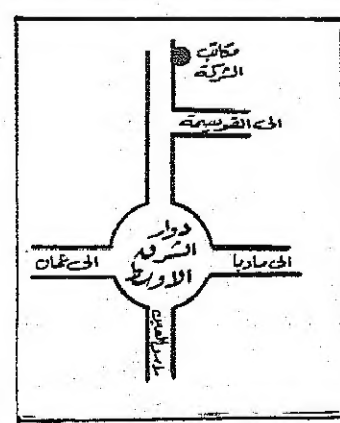 مكاتب
الشركة
الى القويسمة
دوار
الشرق
الاوسط
الى مادبا
الى عمان